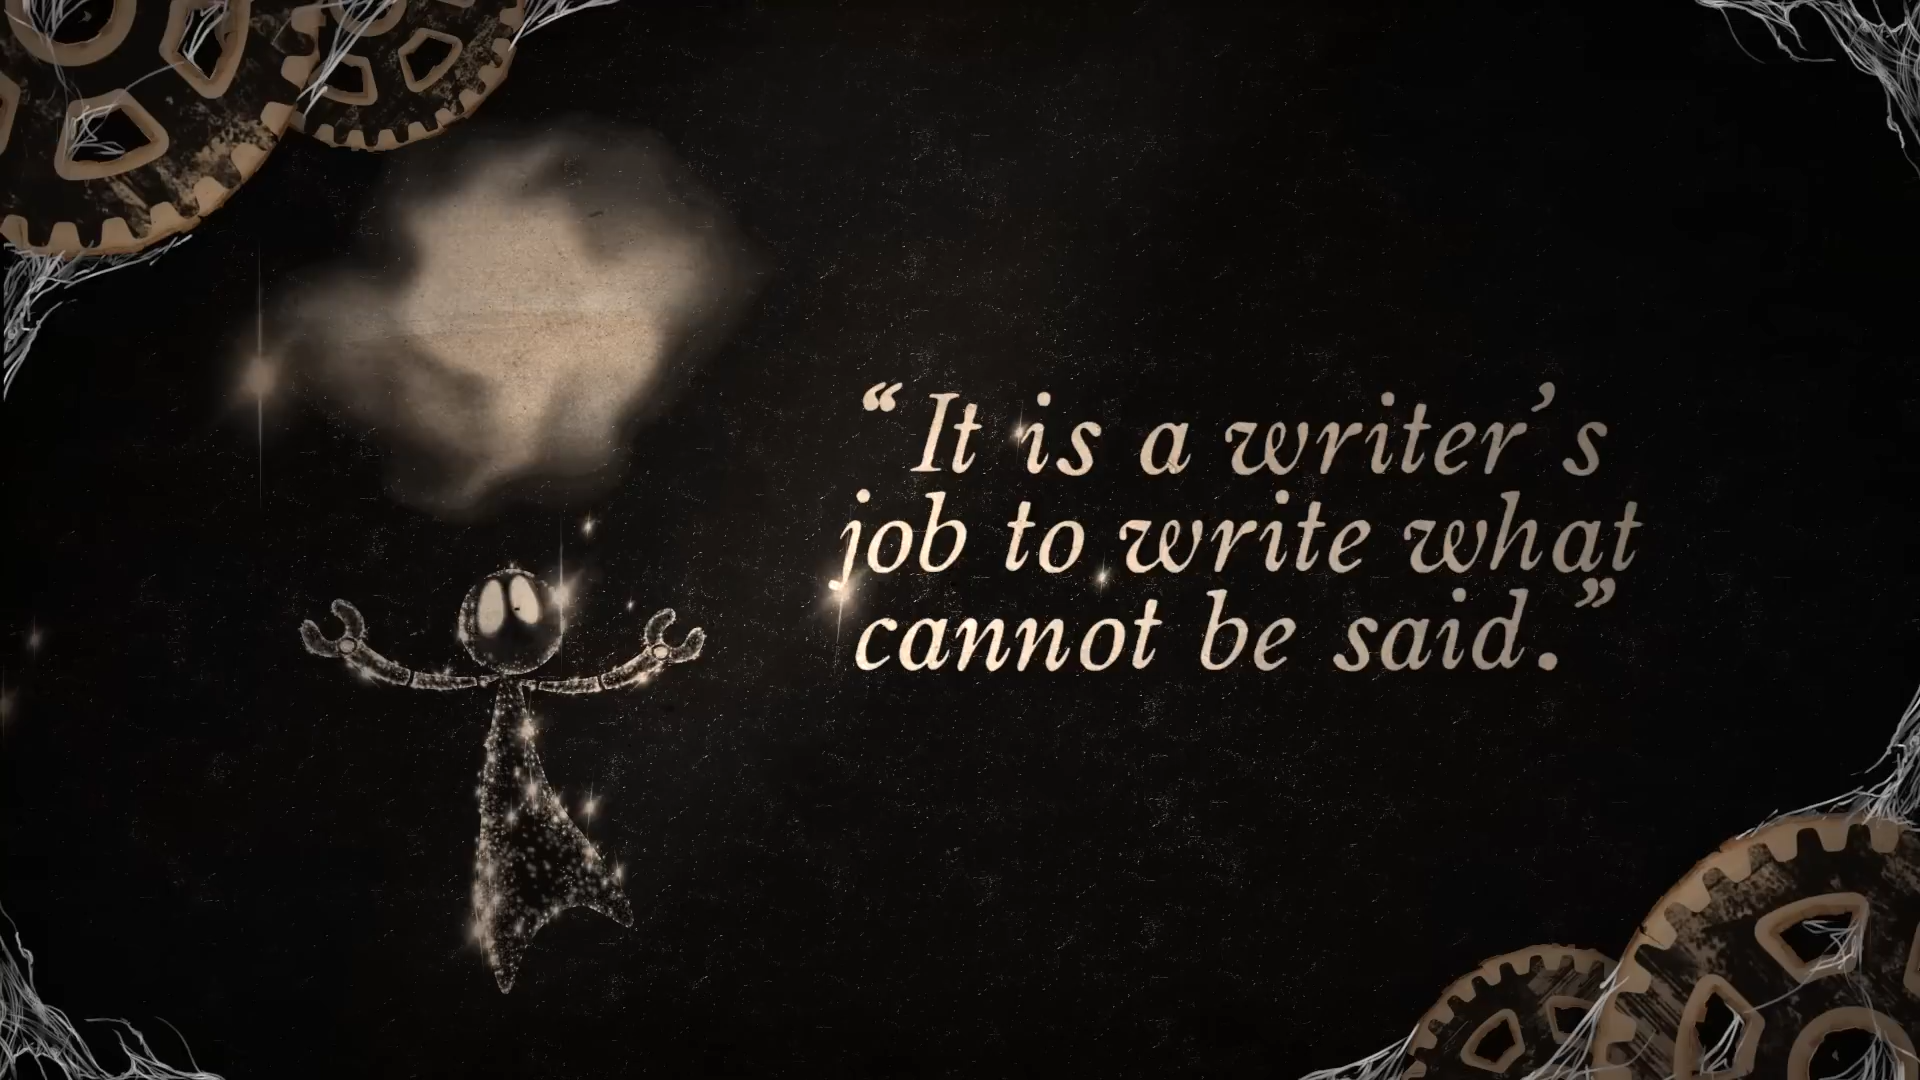 “It is a writer’s
job to write what
cannot be said.”